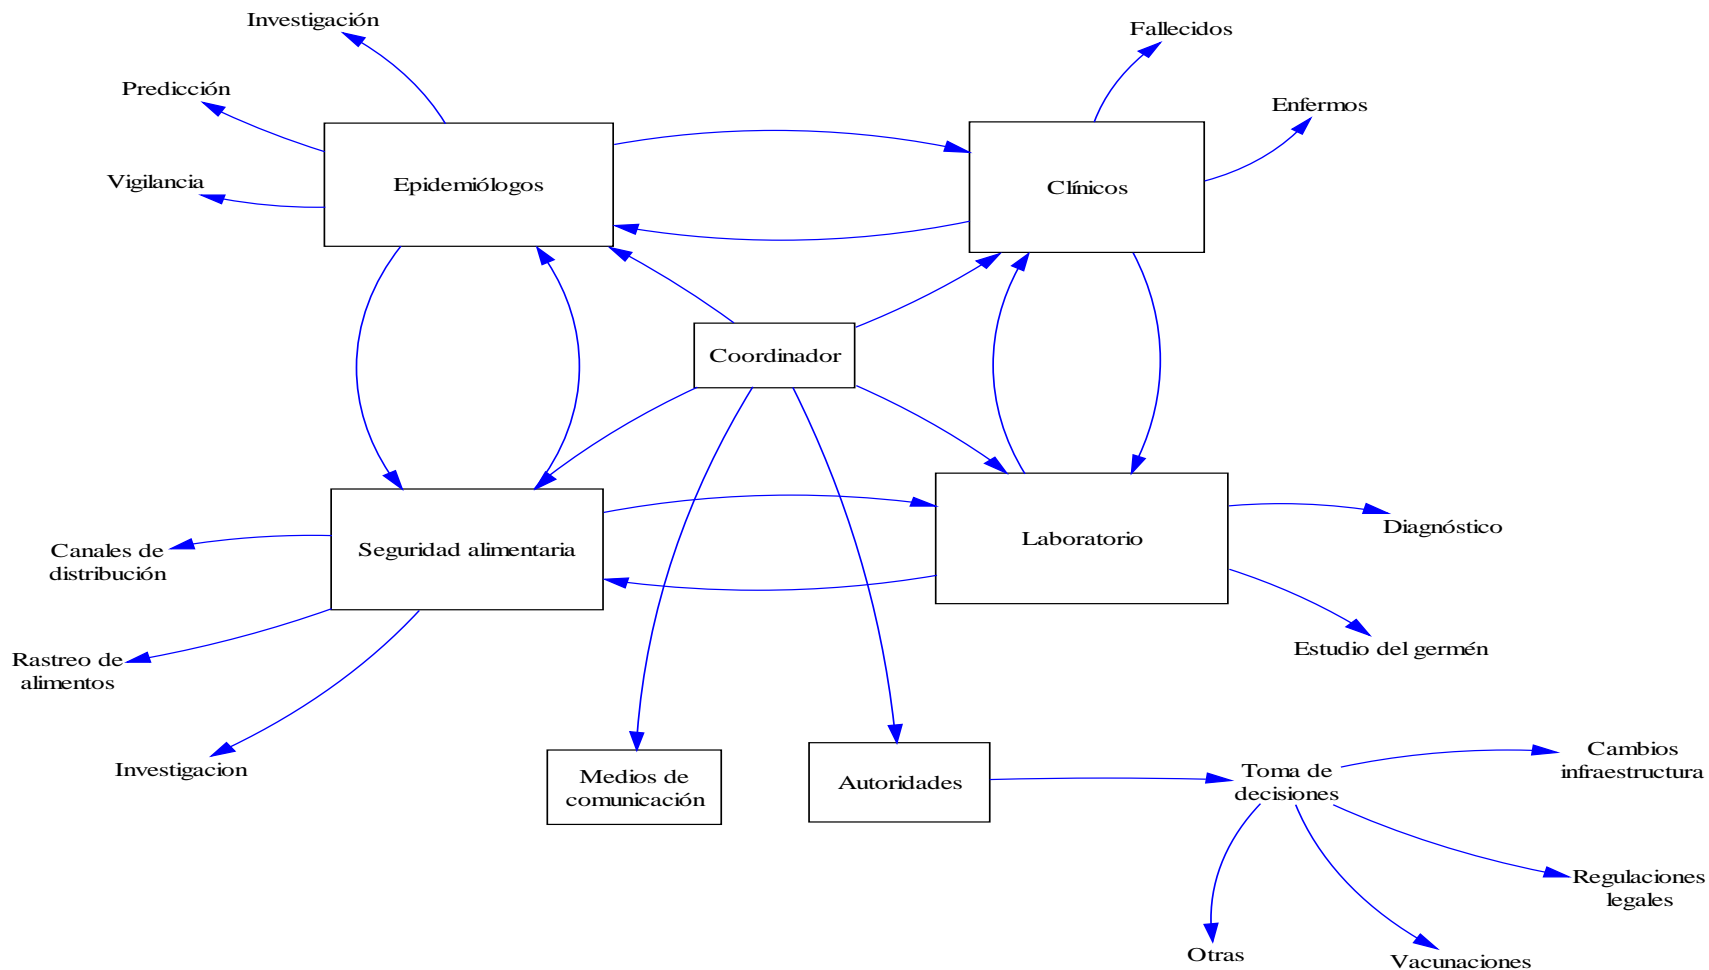 Investigación
Fallecidos
Predicción
Enfermos
Vigilancia
Epidemiólogos
Clínicos
Coordinador
Canales de
distribución
Seguridad alimentaria
Laboratorio
Diagnóstico
Rastreo de
alimentos
Estudio del germén
Investigacion
Medios de
comunicación
Autoridades
Toma de
decisiones
Cambios
infraestructura
Regulaciones
legales
Otras
Vacunaciones